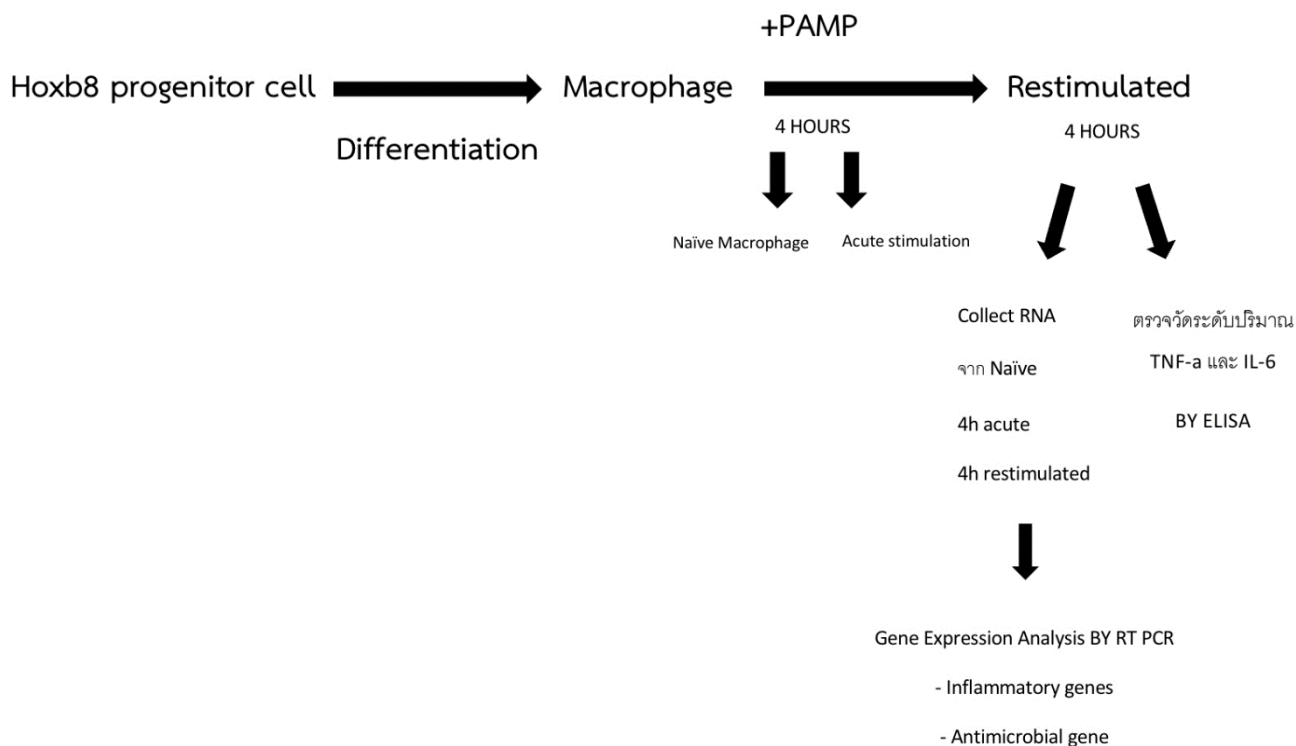 +PAMP
Hoxb8 progenitor cell
Macrophage
Restimulated
Differentiation
4 HOURS
4 HOURS
Naïve Macrophage
Acute stimulation
Collect RNA
จาก Naïve
4h acute
4h restimulated
ตรวจวัดระดับปริมาณ
TNF-a และ IL-6
BY ELISA
Gene Expression Analysis BY RT PCR
- Inflammatory genes
- Antimicrobial gene